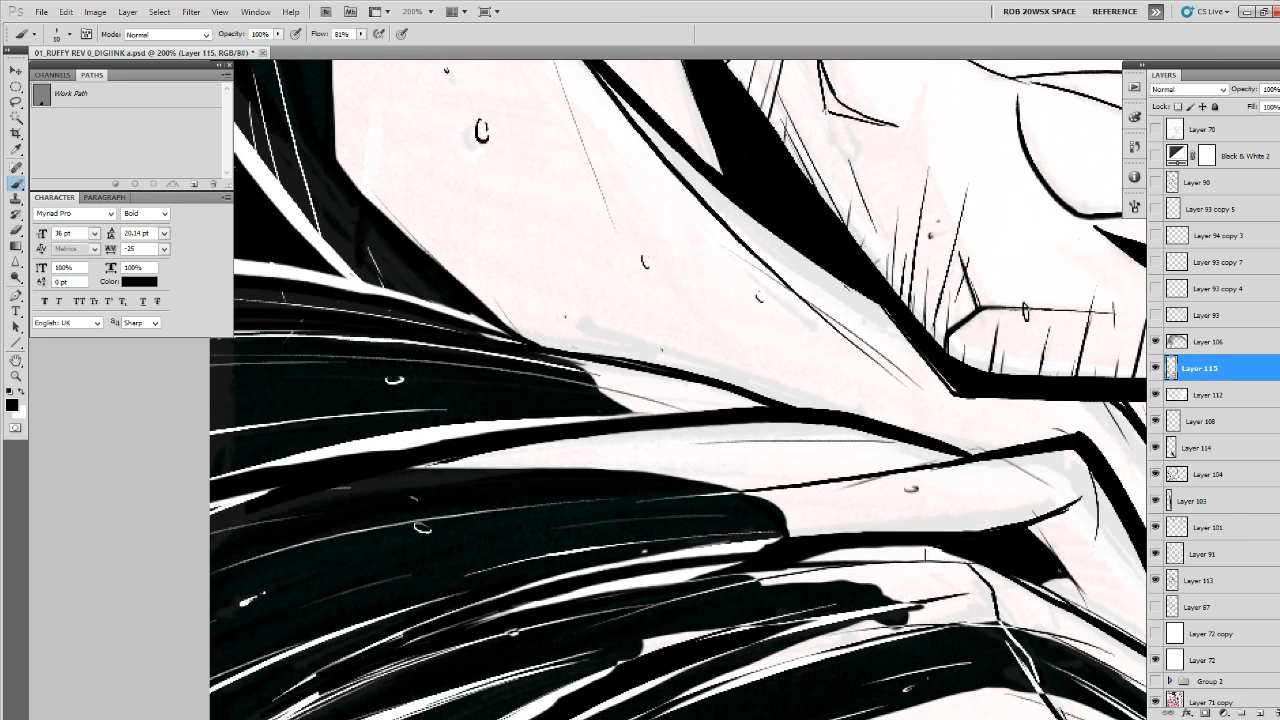 Ps File Edit Image Layer Select Filter View Window Help Br Mb 200% ROB 20WSX SPACE REFERENCE CS Live
10 Mode: Normal Opacity: 100% Flow: 81%
01_RUFFY REV 0_DIGIINK a.psd @ 200% (Layer 115, RGB/8#) *
CHANNELS PATHS
Work Path
CHARACTER PARAGRAPH
Myriad Pro Bold
36 pt 20,14 pt
Metrics -25
100% 100%
0 pt Color:
English: UK Sharp
LAYERS
Normal Opacity: 100%
Lock: Fill: 100%
Layer 70
Black & White 2
Layer 90
Layer 93 copy 5
Layer 94 copy 3
Layer 93 copy 7
Layer 93 copy 4
Layer 93
Layer 106
Layer 115
Layer 112
Layer 108
Layer 114
Layer 104
Layer 103
Layer 101
Layer 91
Layer 113
Layer 87
Layer 72 copy
Layer 72
Group 2
Layer 71 copy